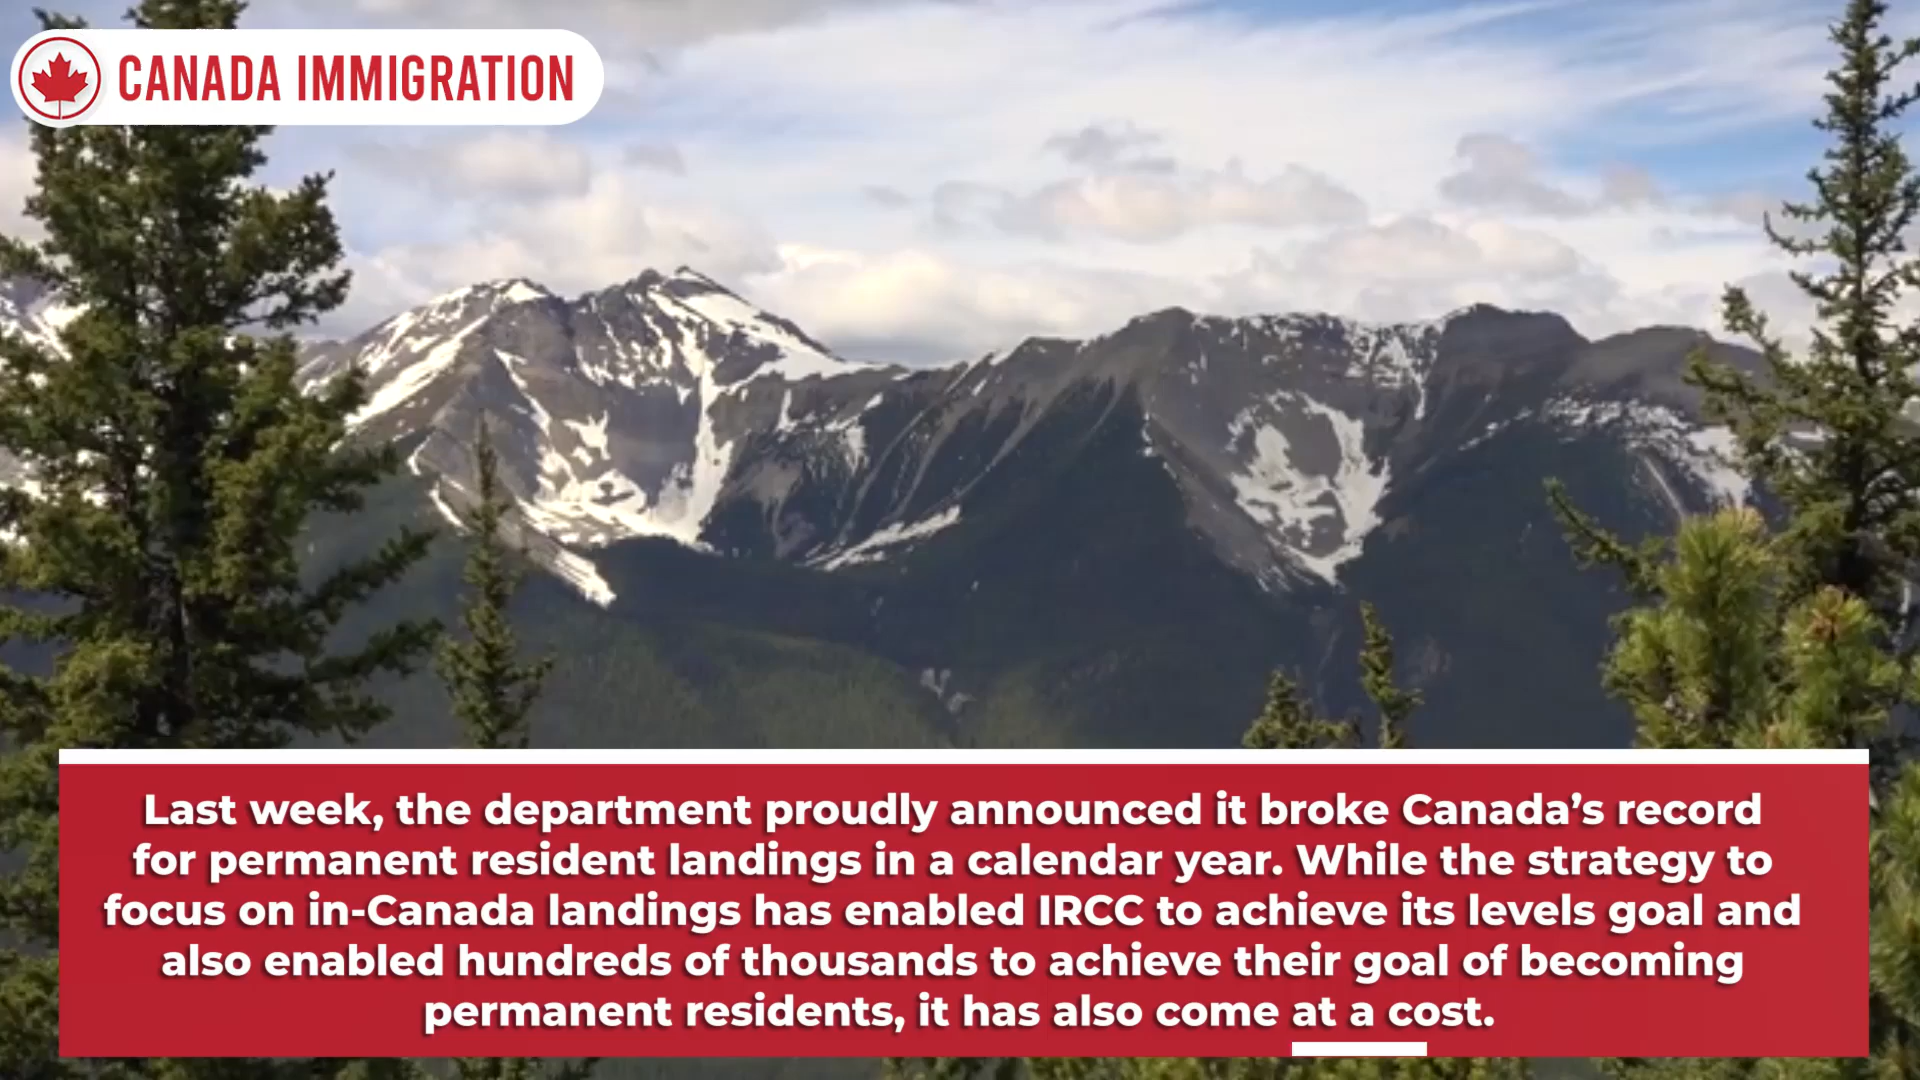 CANADA IMMIGRATION
Last week, the department proudly announced it broke Canada’s record
for permanent resident landings in a calendar year. While the strategy to
focus on in-Canada landings has enabled IRCC to achieve its levels goal and
also enabled hundreds of thousands to achieve their goal of becoming
permanent residents, it has also come at a cost.